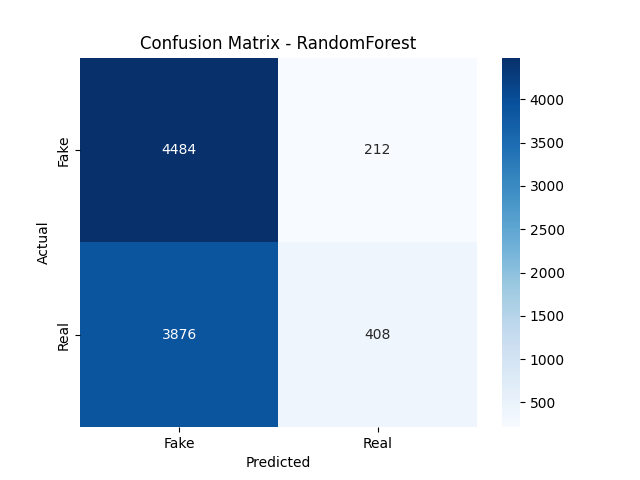 Confusion Matrix - RandomForest
Actual
Fake
Real
4484
212
3876
408
Fake
Real
Predicted
4000
3500
3000
2500
2000
1500
1000
500